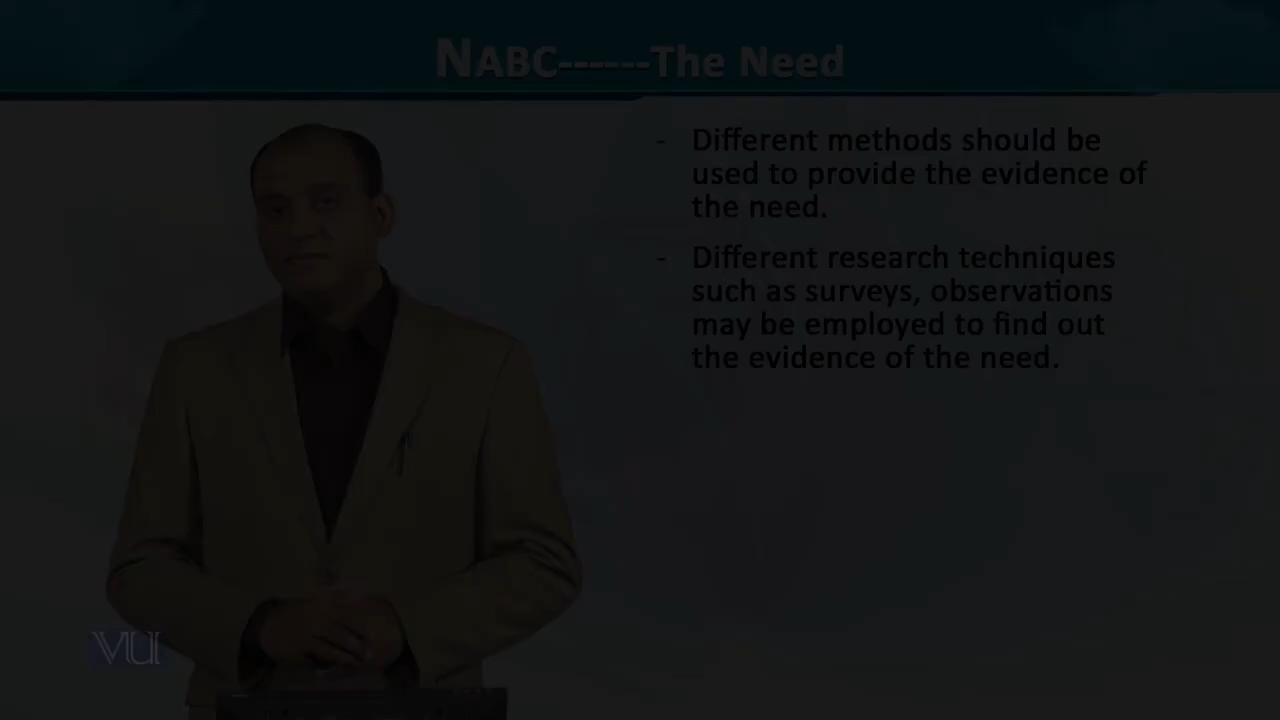 NABC------The Need
- Different methods should be
used to provide the evidence of
the need.
- Different research techniques
such as surveys, observations
may be employed to find out
the evidence of the need.
VU